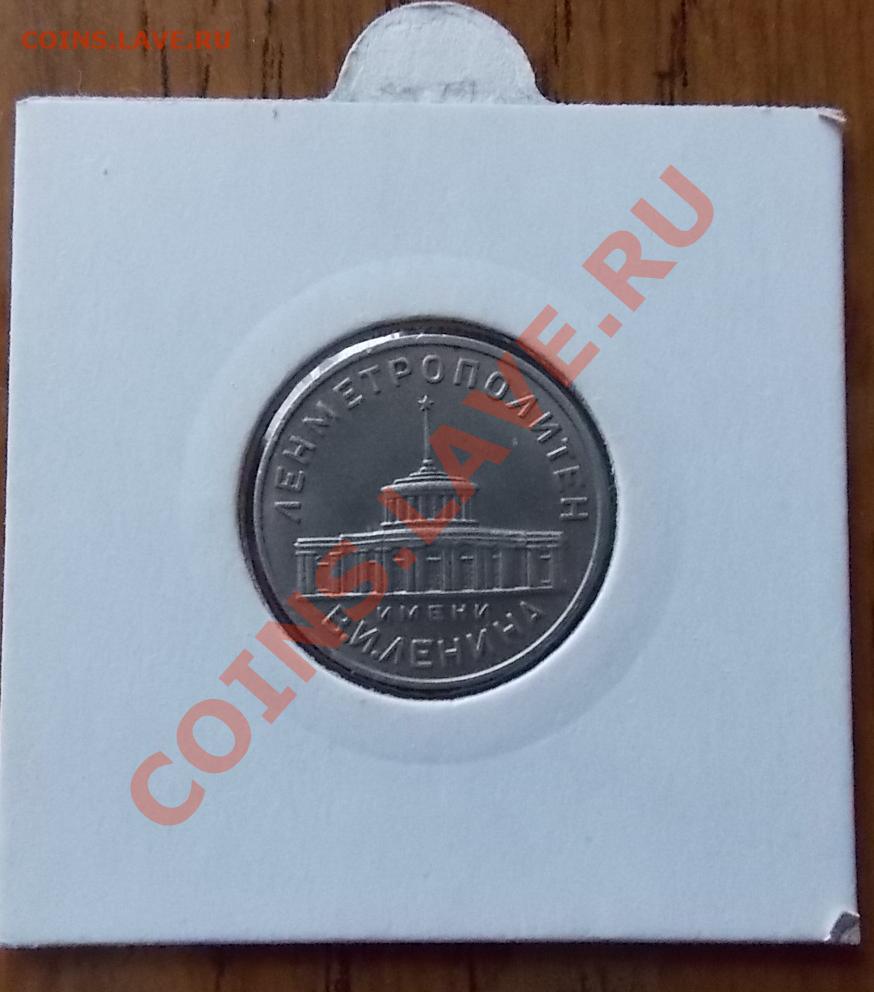 COINS.LAVE.RU
ЛЕНМЕТРОПОЛИТЕН
ИМЕНИ
В.И.ЛЕНИНА
COINS.LAVE.RU